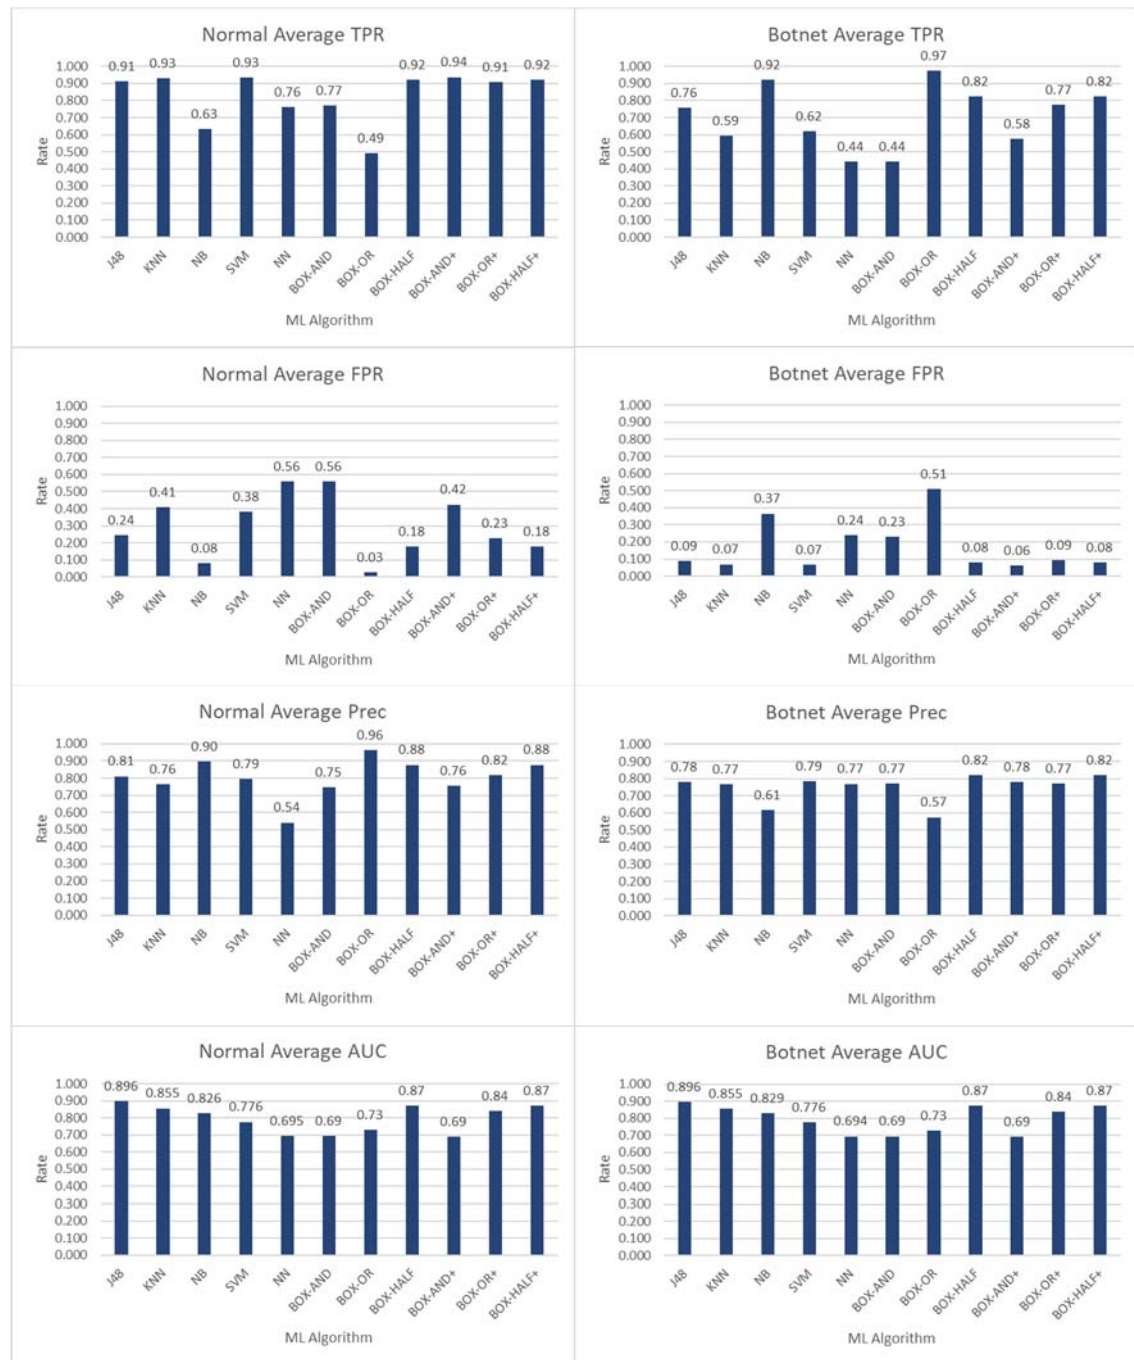 Normal Average TPR
1.000
0.900
0.800
0.700
0.600
0.500
0.400
0.300
0.200
0.100
0.000
Rate
0.91 0.93 0.63 0.93 0.76 0.77 0.49 0.92 0.94 0.91 0.92
J48 KNN NB SVM NN BOX-AND BOX-OR BOX-HALF BOX-AND+ BOX-OR+ BOX-HALF+
ML Algorithm
Botnet Average TPR
1.000
0.900
0.800
0.700
0.600
0.500
0.400
0.300
0.200
0.100
0.000
Rate
0.76 0.59 0.92 0.62 0.44 0.44 0.97 0.82 0.58 0.77 0.82
J48 KNN NB SVM NN BOX-AND BOX-OR BOX-HALF BOX-AND+ BOX-OR+ BOX-HALF+
ML Algorithm
Normal Average FPR
1.000
0.900
0.800
0.700
0.600
0.500
0.400
0.300
0.200
0.100
0.000
Rate
0.24 0.41 0.08 0.38 0.56 0.56 0.03 0.18 0.42 0.23 0.18
J48 KNN NB SVM NN BOX-AND BOX-OR BOX-HALF BOX-AND+ BOX-OR+ BOX-HALF+
ML Algorithm
Botnet Average FPR
1.000
0.900
0.800
0.700
0.600
0.500
0.400
0.300
0.200
0.100
0.000
Rate
0.09 0.07 0.37 0.07 0.24 0.23 0.51 0.08 0.06 0.09 0.08
J48 KNN NB SVM NN BOX-AND BOX-OR BOX-HALF BOX-AND+ BOX-OR+ BOX-HALF+
ML Algorithm
Normal Average Prec
1.000
0.900
0.800
0.700
0.600
0.500
0.400
0.300
0.200
0.100
0.000
Rate
0.81 0.76 0.90 0.79 0.54 0.75 0.96 0.88 0.76 0.82 0.88
J48 KNN NB SVM NN BOX-AND BOX-OR BOX-HALF BOX-AND+ BOX-OR+ BOX-HALF+
ML Algorithm
Botnet Average Prec
1.000
0.900
0.800
0.700
0.600
0.500
0.400
0.300
0.200
0.100
0.000
Rate
0.78 0.77 0.61 0.79 0.77 0.77 0.57 0.82 0.78 0.77 0.82
J48 KNN NB SVM NN BOX-AND BOX-OR BOX-HALF BOX-AND+ BOX-OR+ BOX-HALF+
ML Algorithm
Normal Average AUC
1.000
0.900
0.800
0.700
0.600
0.500
0.400
0.300
0.200
0.100
0.000
Rate
0.896 0.855 0.826 0.776 0.695 0.69 0.73 0.87 0.69 0.84 0.87
J48 KNN NB SVM NN BOX-AND BOX-OR BOX-HALF BOX-AND+ BOX-OR+ BOX-HALF+
ML Algorithm
Botnet Average AUC
1.000
0.900
0.800
0.700
0.600
0.500
0.400
0.300
0.200
0.100
0.000
Rate
0.896 0.855 0.829 0.776 0.694 0.69 0.73 0.87 0.69 0.84 0.87
J48 KNN NB SVM NN BOX-AND BOX-OR BOX-HALF BOX-AND+ BOX-OR+ BOX-HALF+
ML Algorithm